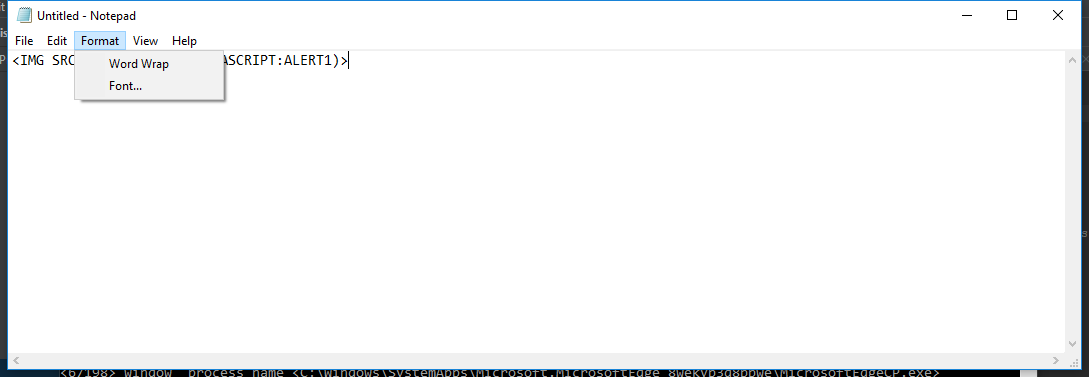 Untitled - Notepad
File Edit Format View Help
<IMG SRC ASCRIPT:ALERT1)>
Word Wrap
Font...
<6/198> window process name <C:\Windows\SystemApps\Microsoft.MicrosoftEdge_8wekyb3d8bbwe\MicrosoftEdgeCP.exe>